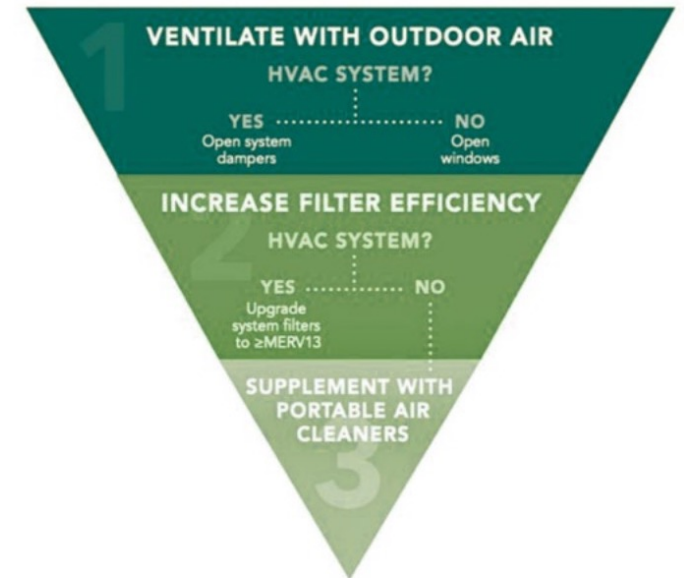 1
VENTILATE WITH OUTDOOR AIR
HVAC SYSTEM?
YES
NO
Open system
dampers
Open
windows
2
INCREASE FILTER EFFICIENCY
HVAC SYSTEM?
YES
NO
Upgrade
system filters
to ≥MERV13
SUPPLEMENT WITH
PORTABLE AIR
CLEANERS
3